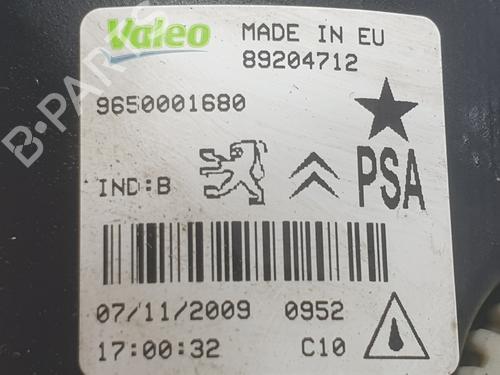 Valeo MADE IN EU
89204712
9650001680
IND:B PSA
07/11/2009 0952
17:00:32 C10
B-PARTS